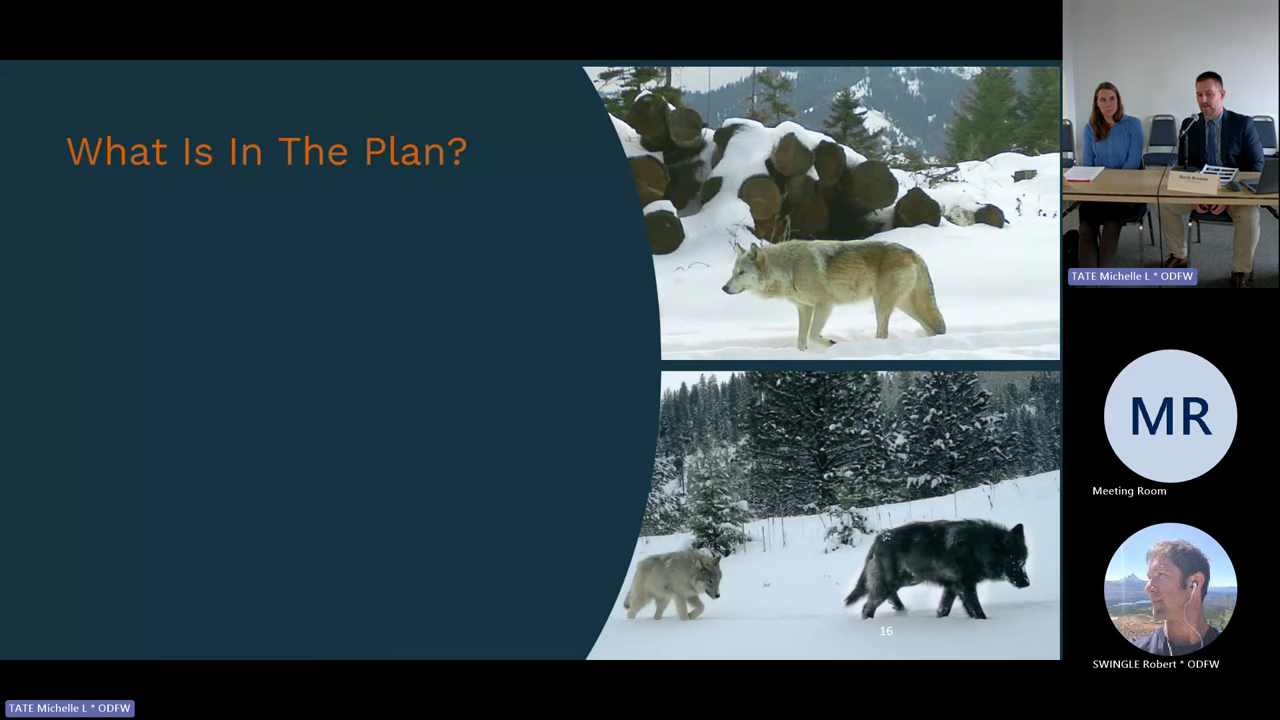 What Is In The Plan?
16
TATE Michelle L * ODFW
MR
Meeting Room
SWINGLE Robert * ODFW
TATE Michelle L * ODFW